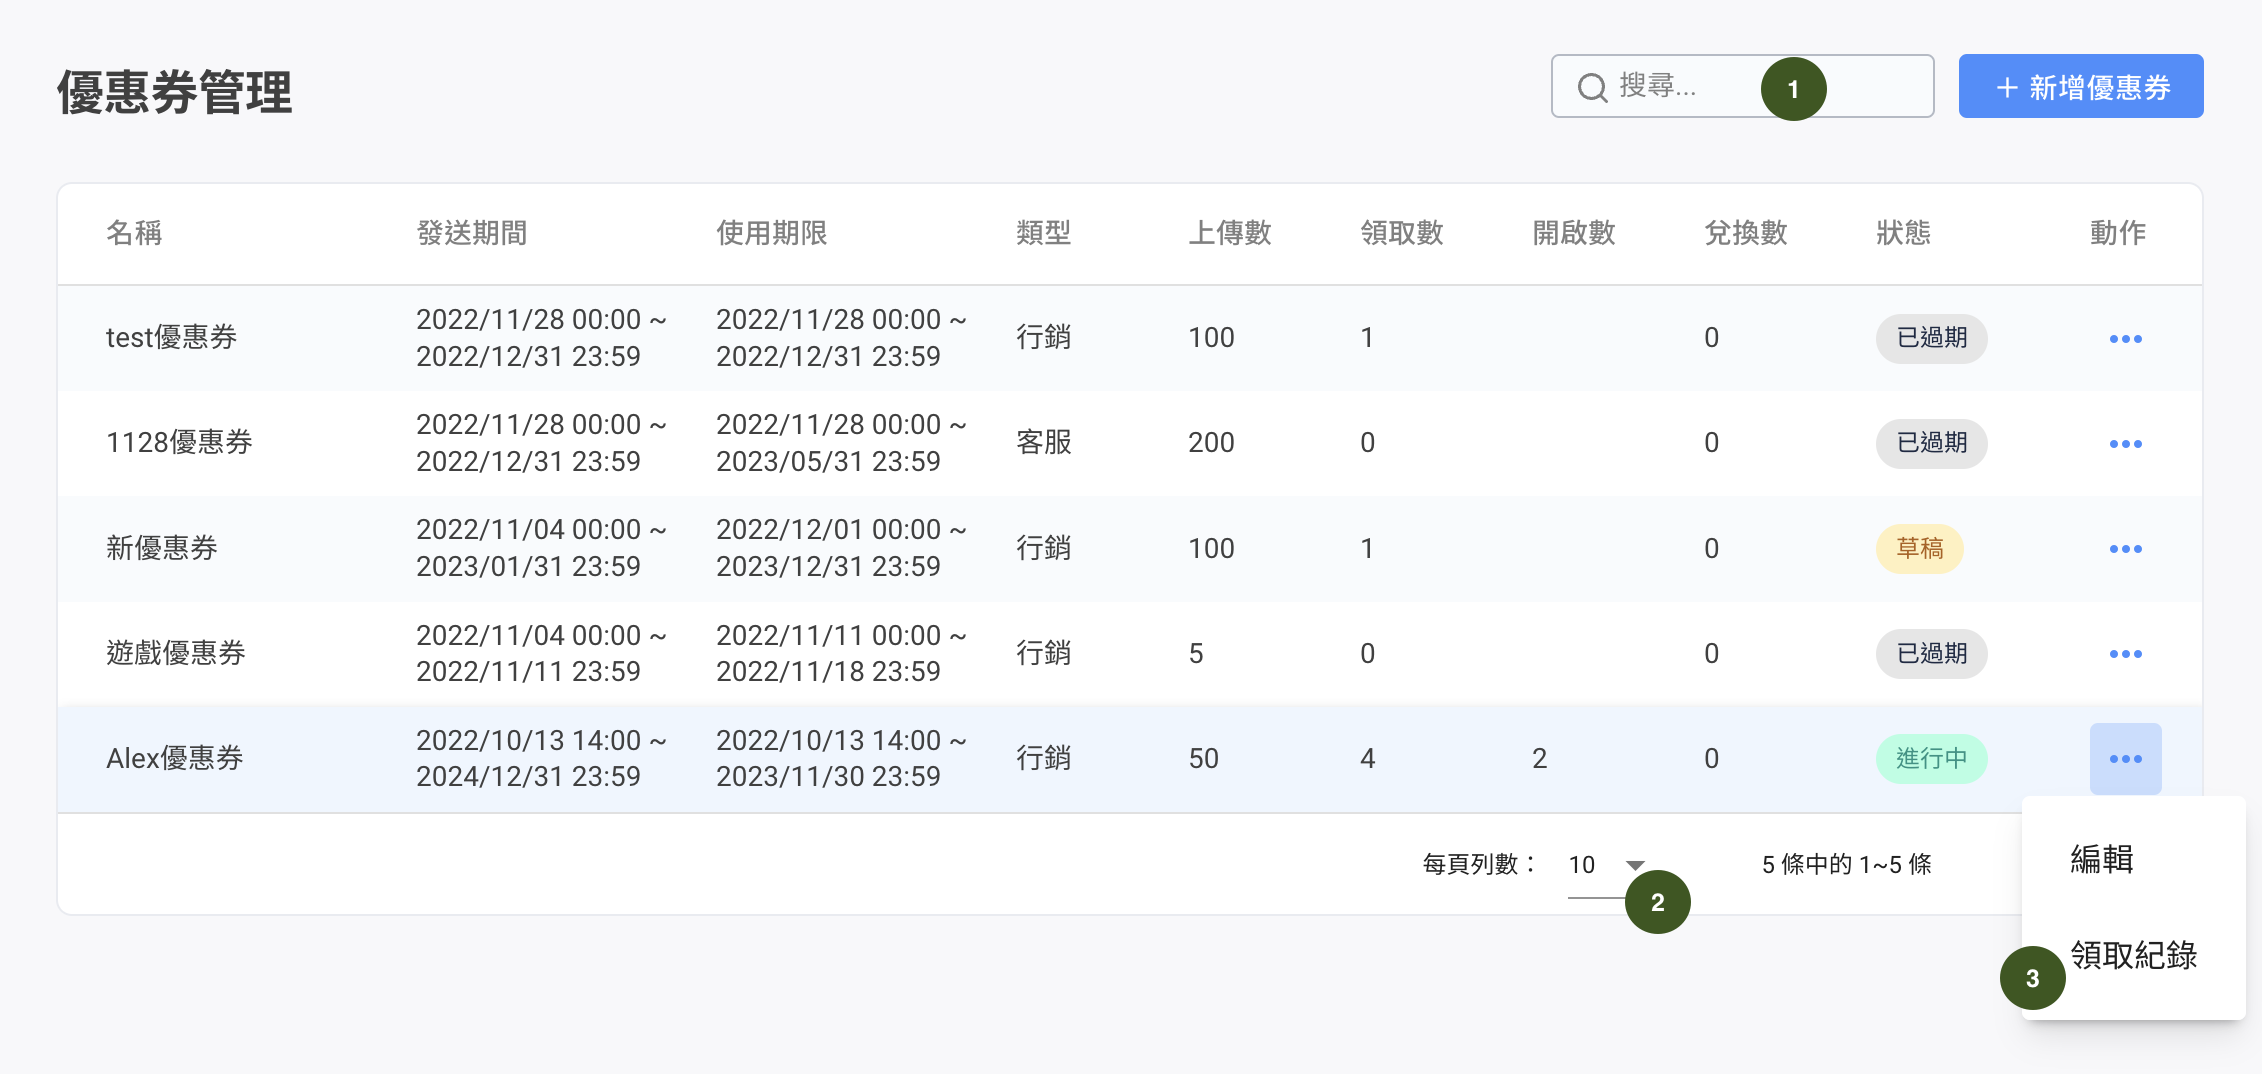 優惠券管理
搜尋...
1
+ 新增優惠券
名稱 發送期間 使用期限 類型 上傳數 領取數 開啟數 兌換數 狀態 動作
test優惠券 2022/11/28 00:00 ~ 2022/11/28 00:00 ~ 行銷 100 1 0 已過期
2022/12/31 23:59 2022/12/31 23:59
1128優惠券 2022/11/28 00:00 ~ 2022/11/28 00:00 ~ 客服 200 0 0 已過期
2022/12/31 23:59 2023/05/31 23:59
新優惠券 2022/11/04 00:00 ~ 2022/12/01 00:00 ~ 行銷 100 1 0 草稿
2023/01/31 23:59 2023/12/31 23:59
遊戲優惠券 2022/11/04 00:00 ~ 2022/11/11 00:00 ~ 行銷 5 0 0 已過期
2022/11/11 23:59 2022/11/18 23:59
Alex優惠券 2022/10/13 14:00 ~ 2022/10/13 14:00 ~ 行銷 50 4 2 0 進行中
2024/12/31 23:59 2023/11/30 23:59
每頁列數： 10 5 條中的 1~5 條
2
編輯
領取紀錄
3